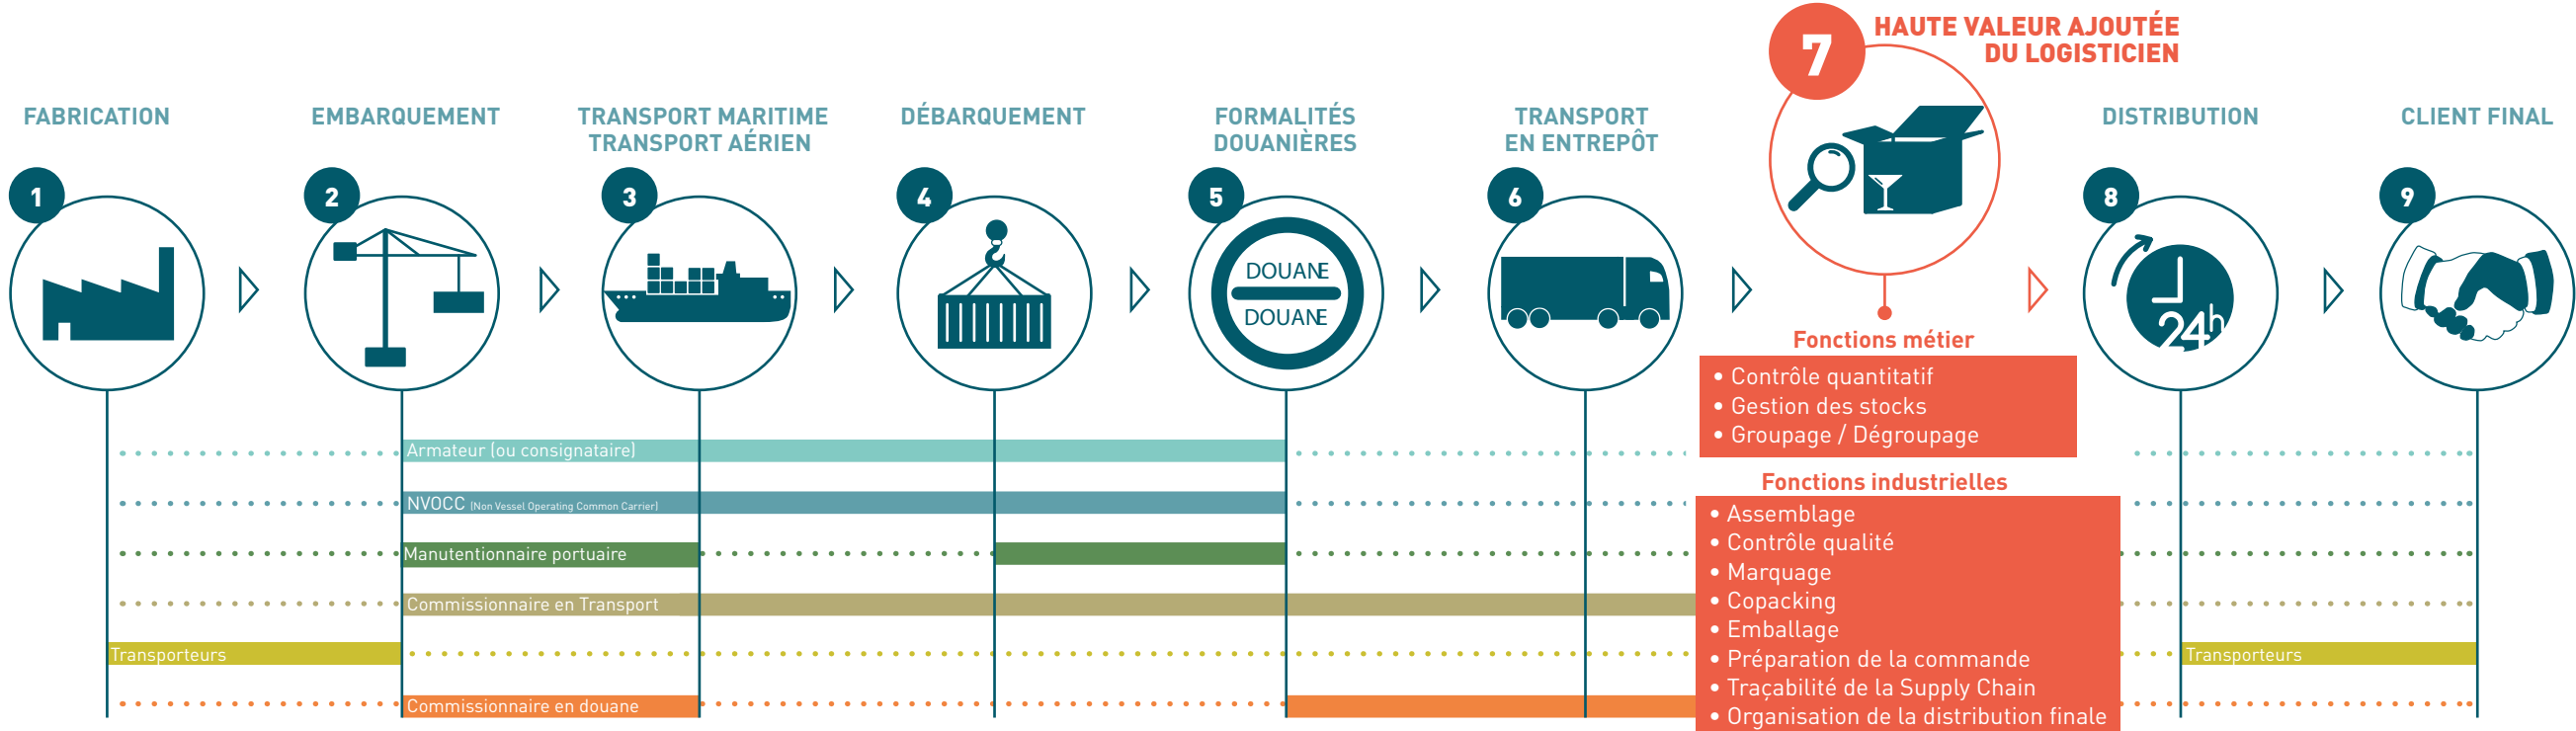 7
HAUTE VALEUR AJOUTÉE
DU LOGISTICIEN
FABRICATION
EMBARQUEMENT
TRANSPORT MARITIME
TRANSPORT AÉRIEN
DÉBARQUEMENT
FORMALITÉS
DOUANIÈRES
TRANSPORT
EN ENTREPÔT
DISTRIBUTION
CLIENT FINAL
1
2
3
4
5
6
8
9
DOUANE
DOUANE
24h
Fonctions métier
• Contrôle quantitatif
• Gestion des stocks
• Groupage / Dégroupage
Fonctions industrielles
• Assemblage
• Contrôle qualité
• Marquage
• Copacking
• Emballage
• Préparation de la commande
• Traçabilité de la Supply Chain
• Organisation de la distribution finale
Armateur (ou consignataire)
NVOCC (Non Vessel Operating Common Carrier)
Manutentionnaire portuaire
Commissionnaire en Transport
Transporteurs
Transporteurs
Commissionnaire en douane